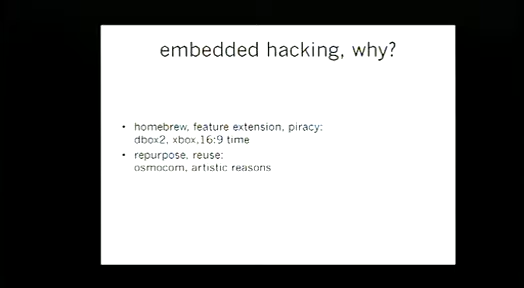 embedded hacking, why?
• homebrew, feature extension, piracy:
dbox2, xbox,16:9 time
• repurpose, reuse:
osmocom, artistic reasons